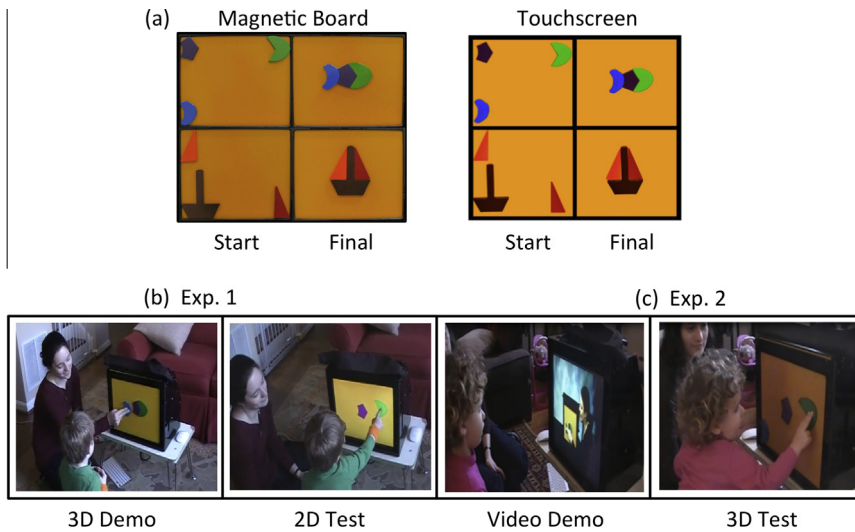 (a) Magnetic Board Touchscreen
Start Final Start Final
(b) Exp. 1 (c) Exp. 2
3D Demo 2D Test Video Demo 3D Test